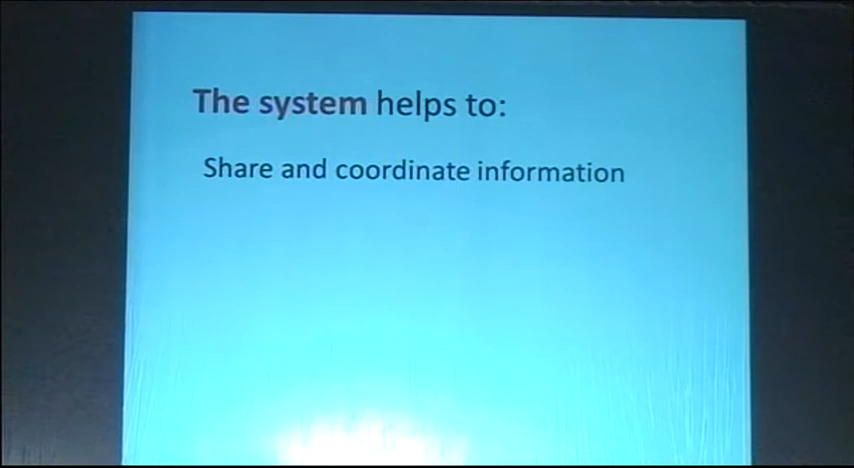 The system helps to:
Share and coordinate information